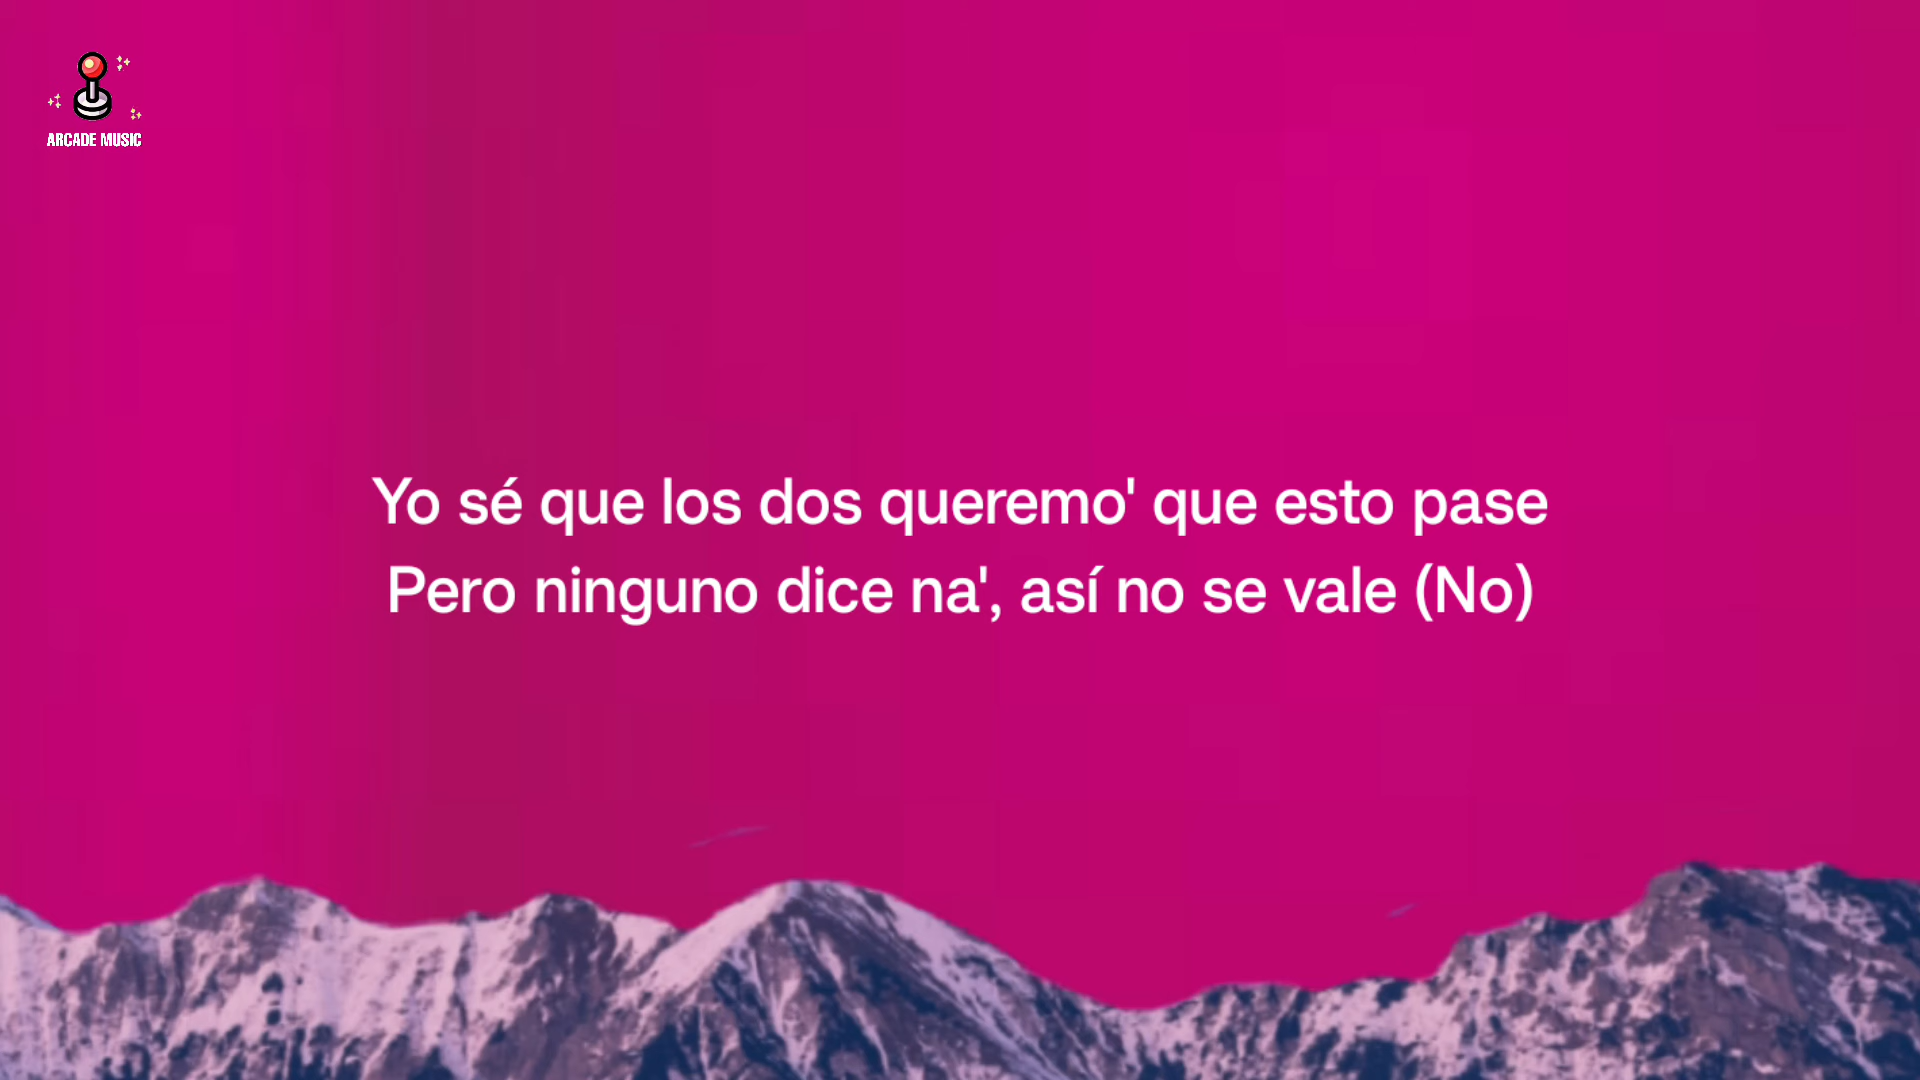 ARCADE MUSIC
Yo sé que los dos queremo' que esto pase
Pero ninguno dice na', así no se vale (No)